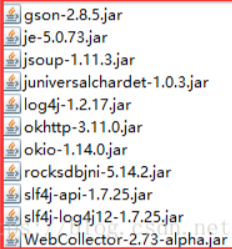 gson-2.8.5.jar
je-5.0.73.jar
jsoup-1.11.3.jar
juniversalchardet-1.0.3.jar
log4j-1.2.17.jar
okhttp-3.11.0.jar
okio-1.14.0.jar
rocksdbjni-5.14.2.jar
slf4j-api-1.7.25.jar
slf4j-log4j12-1.7.25.jar
WebCollector-2.73-alpha.jar